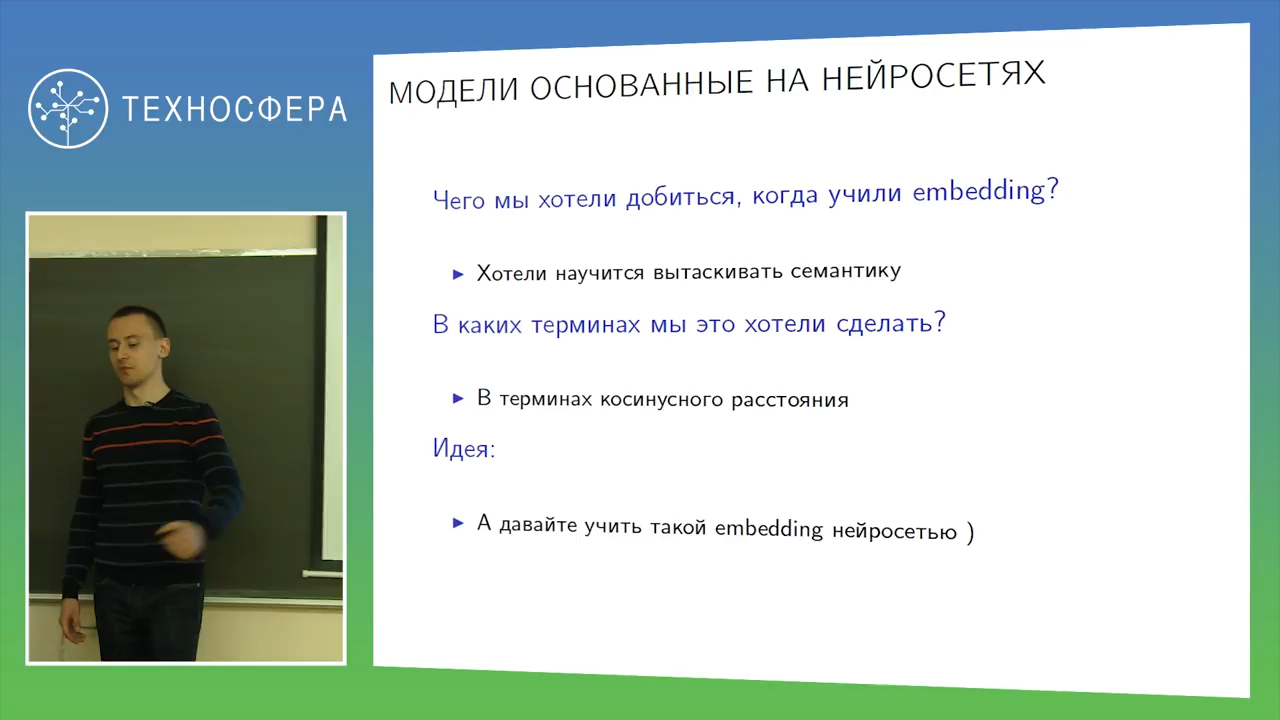 ТЕХНОСФЕРА
МОДЕЛИ ОСНОВАННЫЕ НА НЕЙРОСЕТЯХ
Чего мы хотели добиться, когда учили embedding?
▶ Хотели научится вытаскивать семантику
В каких терминах мы это хотели сделать?
▶ В терминах косинусного расстояния
Идея:
▶ А давайте учить такой embedding нейросетью )